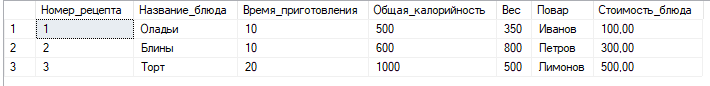 Номер_рецепта Название_блюда Время_приготовления Общая_калорийность Вес Повар Стоимость_блюда
1 1 Оладьи 10 500 350 Иванов 100,00
2 2 Блины 10 600 800 Петров 300,00
3 3 Торт 20 1000 500 Лимонов 500,00